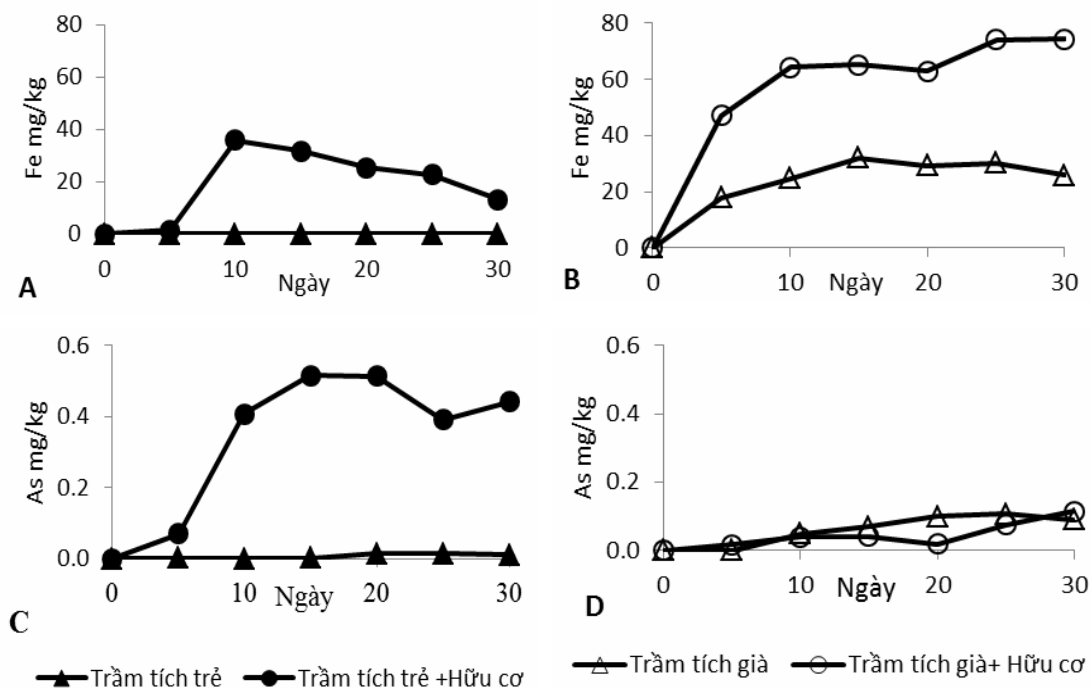 Fe mg/kg
80
60
40
20
0
0 10 20 30
Ngày
A
Fe mg/kg
80
60
40
20
0
0 10 20 30
Ngày
B
As mg/kg
0.6
0.4
0.2
0.0
0 10 20 30
Ngày
C
As mg/kg
0.6
0.4
0.2
0.0
0 10 20 30
Ngày
D
Trầm tích trẻ Trầm tích trẻ +Hữu cơ
Trầm tích già Trầm tích già+ Hữu cơ